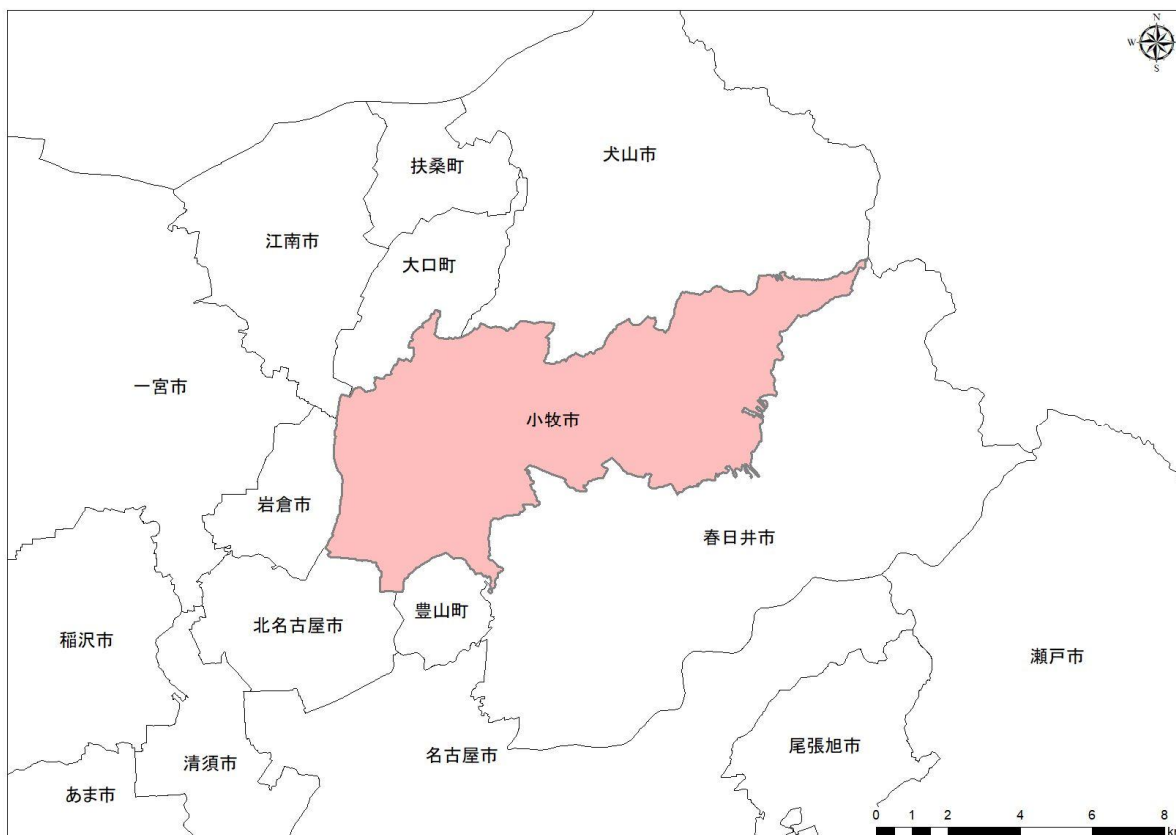 N
W
S
犬山市
扶桑町
江南市
大口町
一宮市
小牧市
岩倉市
春日井市
豊山町
北名古屋市
稲沢市
瀬戸市
尾張旭市
名古屋市
清須市
あま市
0 1 2 4 6 8